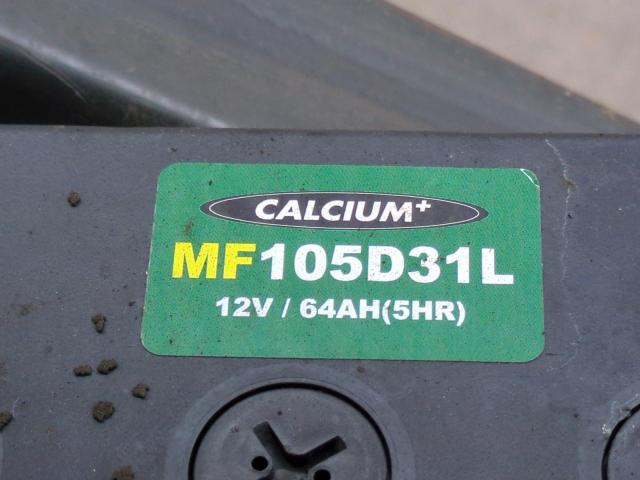 CALCIUM+
MF105D31L
12V / 64AH(5HR)